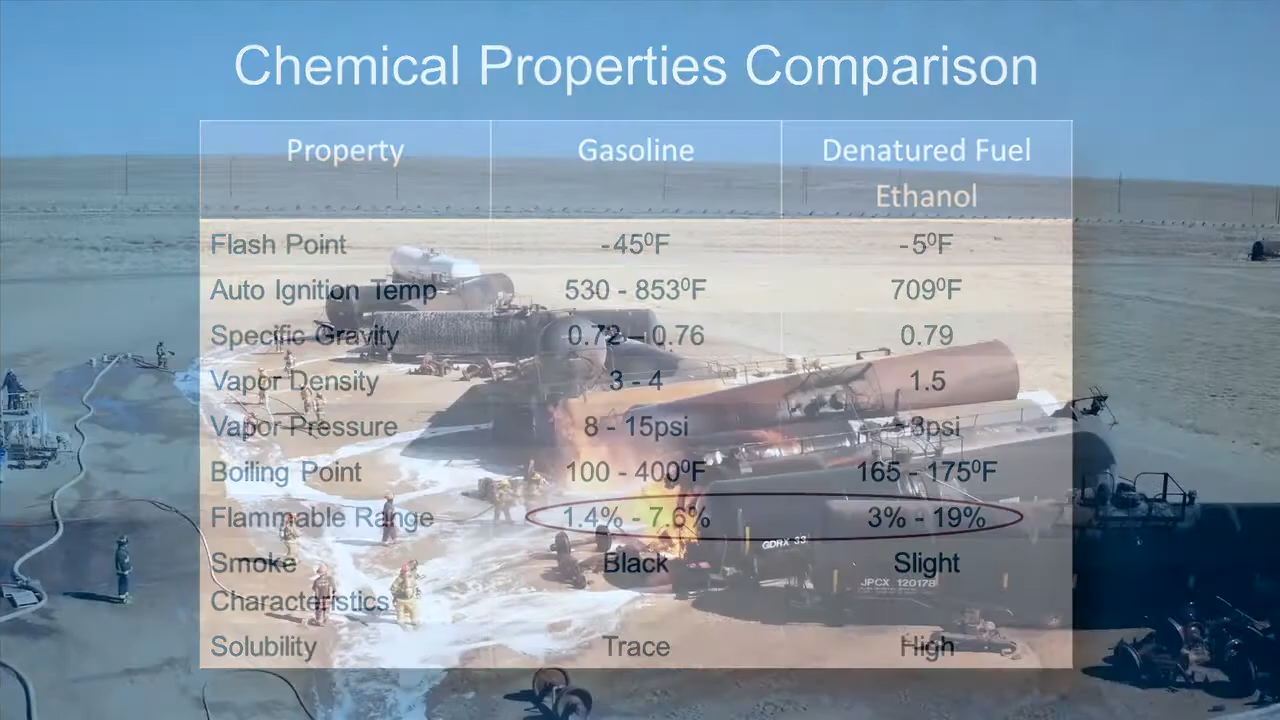 Chemical Properties Comparison
Property Gasoline Denatured Fuel
Ethanol
Flash Point -45⁰F -5⁰F
Auto Ignition Temp 530 - 853⁰F 709⁰F
Specific Gravity 0.72 - 0.76 0.79
Vapor Density 3 - 4 1.5
Vapor Pressure 8 - 15psi 3psi
Boiling Point 100 - 400⁰F 165 - 175⁰F
Flammable Range 1.4% - 7.6% 3% - 19%
GDRX 33
Smoke Black Slight
JPCX 120178
Characteristics
Solubility Trace High